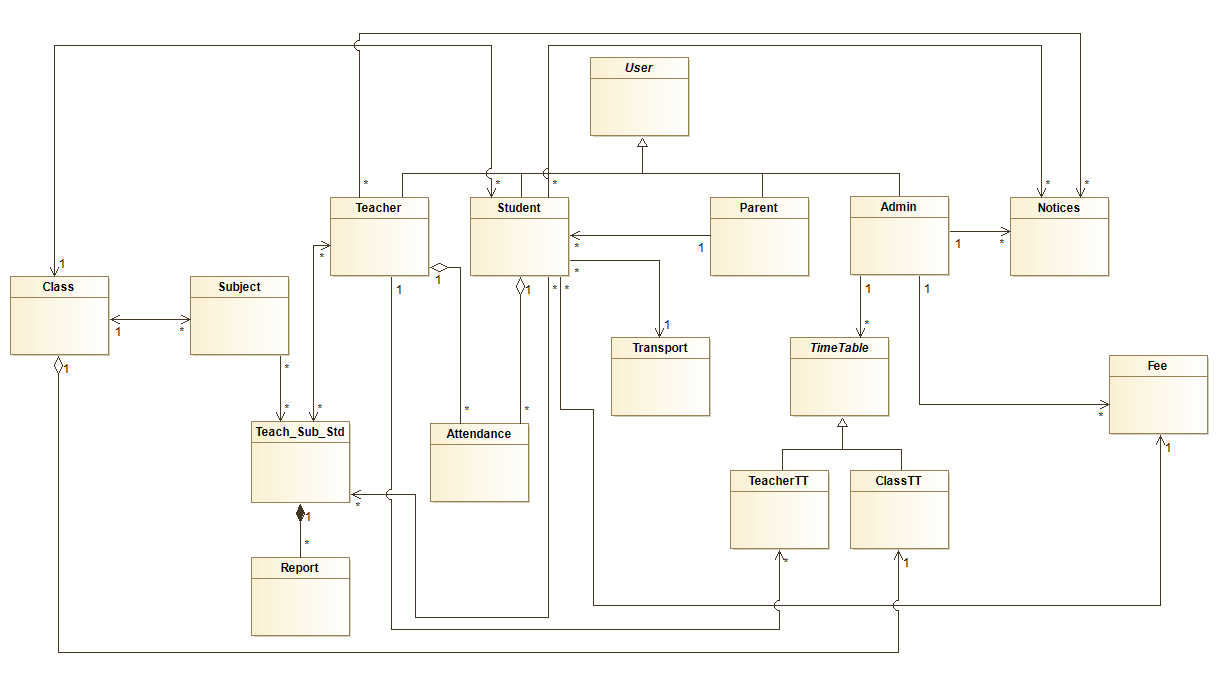 User
* * * * *
Teacher
Student
Parent
Admin
Notices
* * 1 1 *
1
Class
Subject
1 *
1
1
* * 1 1
* *
1
1 *
Transport
TimeTable
Fee
*
1
*
* *
* *
Teach_Sub_Std
Attendance
1
TeacherTT
ClassTT
*
1
*
Report
* 1